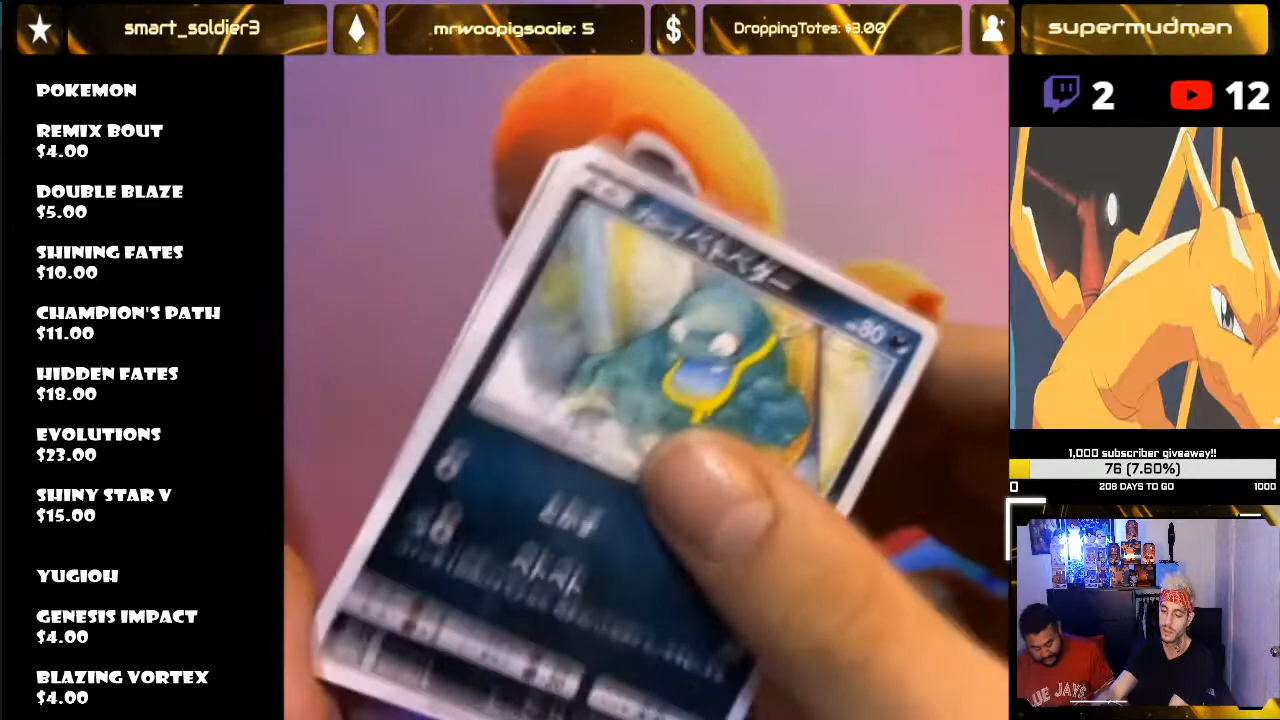 smart_soldier3
mrwoopigsooie: 5
$
DroppingTotes: $3.00
supermudman
2
12
POKEMON
REMIX BOUT
$4.00
DOUBLE BLAZE
$5.00
SHINING FATES
$10.00
CHAMPION'S PATH
$11.00
HIDDEN FATES
$18.00
EVOLUTIONS
$23.00
SHINY STAR V
$15.00
YUGIOH
GENESIS IMPACT
$4.00
BLAZING VORTEX
$4.00
80
1,000 subscriber giveaway!!
76 (7.60%)
0
208 DAYS TO GO
1000
BLUE JAYS